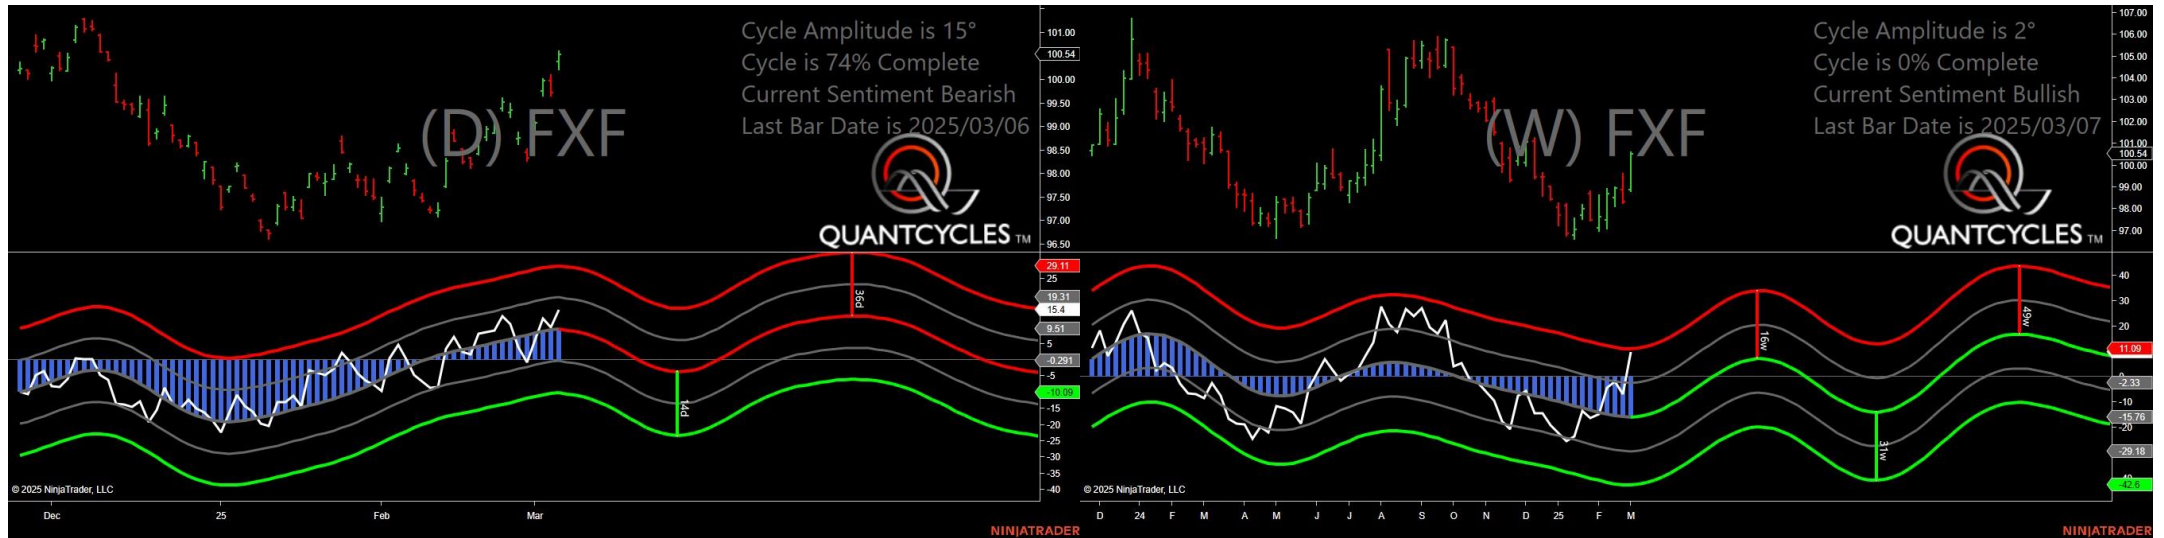 Cycle Amplitude is 15°
Cycle is 74% Complete
Current Sentiment Bearish
Last Bar Date is 2025/03/06
(D) FXF
QUANTCYCLES TM
101.00
100.54
100.00
99.50
99.00
98.50
98.00
97.50
97.00
96.50
29.11
25
19.31
15.4
9.51
5
-0.291
-5
-10.09
-15
-20
-25
-30
-35
-40
36d
14d
© 2025 NinjaTrader, LLC
Dec 25 Feb Mar
NINJATRADER
Cycle Amplitude is 2°
Cycle is 0% Complete
Current Sentiment Bullish
Last Bar Date is 2025/03/07
(W) FXF
QUANTCYCLES TM
107.00
106.00
105.00
104.00
103.00
102.00
101.00
100.54
100.00
99.00
98.00
97.00
40
30
20
11.09
-2.33
-10
-15.76
-20
-29.18
-42.6
16w
31w
49w
© 2025 NinjaTrader, LLC
D 24 F M A M J J A S O N D 25 F M
NINJATRADER